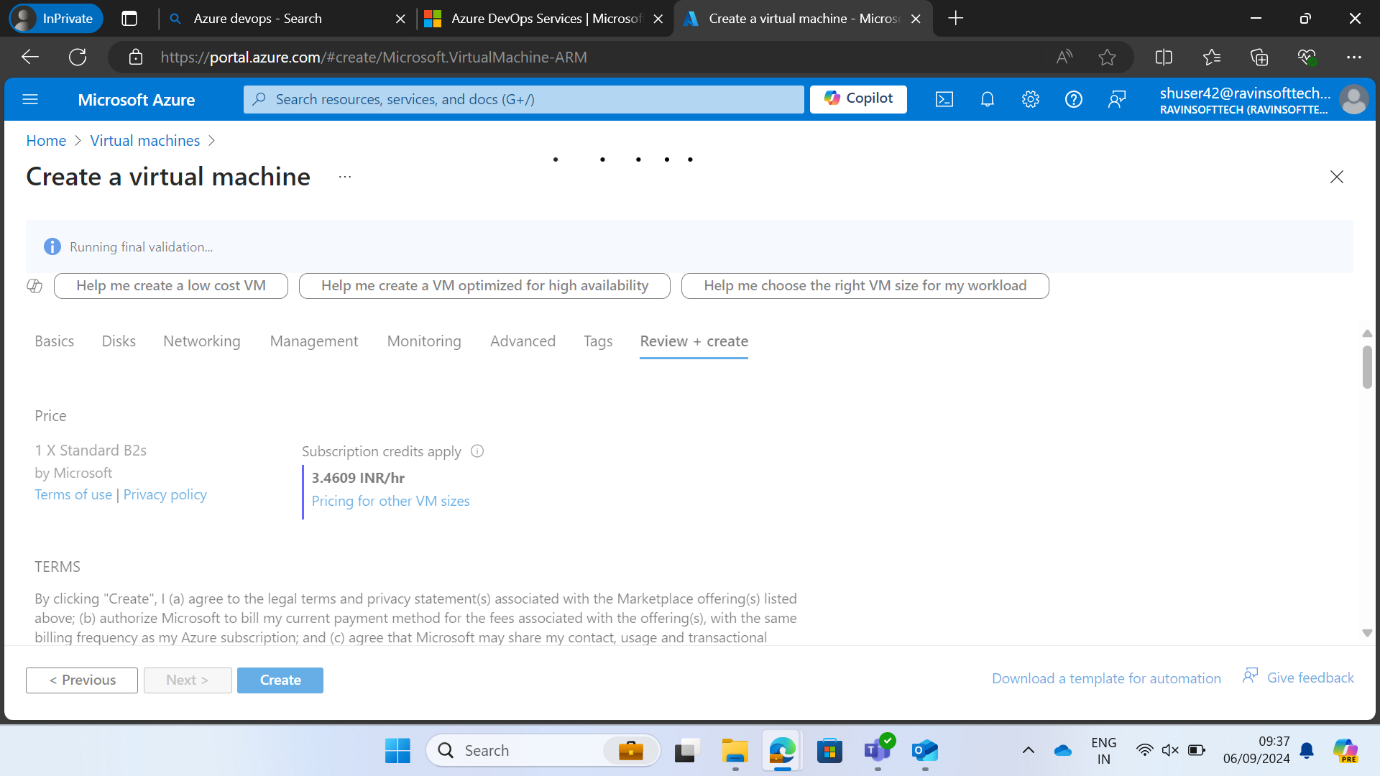 InPrivate
Azure devops - Search
Azure DevOps Services | Microsof
Create a virtual machine - Micros
https://portal.azure.com/#create/Microsoft.VirtualMachine-ARM
Microsoft Azure
Search resources, services, and docs (G+/)
Copilot
shuser42@ravinsofttech...
RAVINSOFTTECH (RAVINSOFTTE...
Home > Virtual machines >
Create a virtual machine ...
Running final validation...
Help me create a low cost VM
Help me create a VM optimized for high availability
Help me choose the right VM size for my workload
Basics Disks Networking Management Monitoring Advanced Tags Review + create
Price
1 X Standard B2s
by Microsoft
Terms of use | Privacy policy
Subscription credits apply
3.4609 INR/hr
Pricing for other VM sizes
TERMS
By clicking "Create", I (a) agree to the legal terms and privacy statement(s) associated with the Marketplace offering(s) listed
above; (b) authorize Microsoft to bill my current payment method for the fees associated with the offering(s), with the same
billing frequency as my Azure subscription; and (c) agree that Microsoft may share my contact, usage and transactional
< Previous
Next >
Create
Download a template for automation
Give feedback
Search
ENG
IN
09:37
06/09/2024
PRE